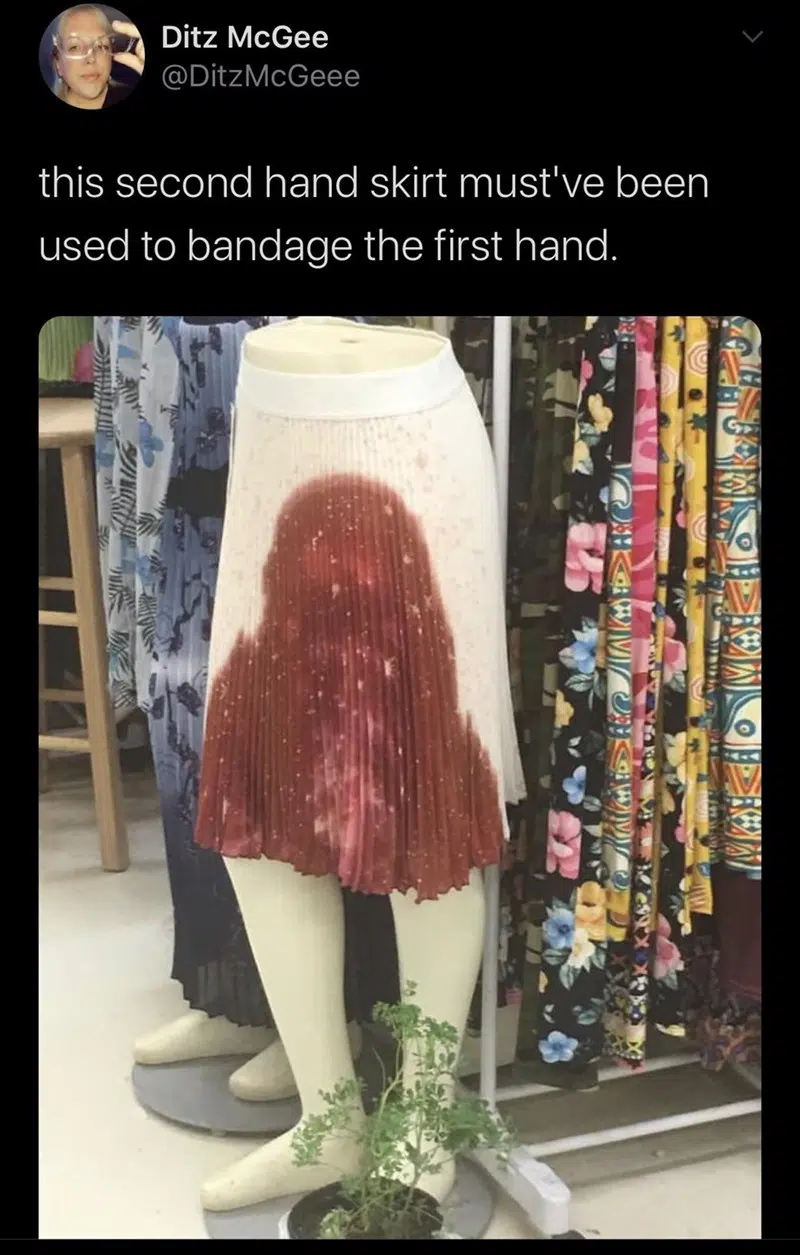 Ditz McGee
@DitzMcGeee
this second hand skirt must've been
used to bandage the first hand.